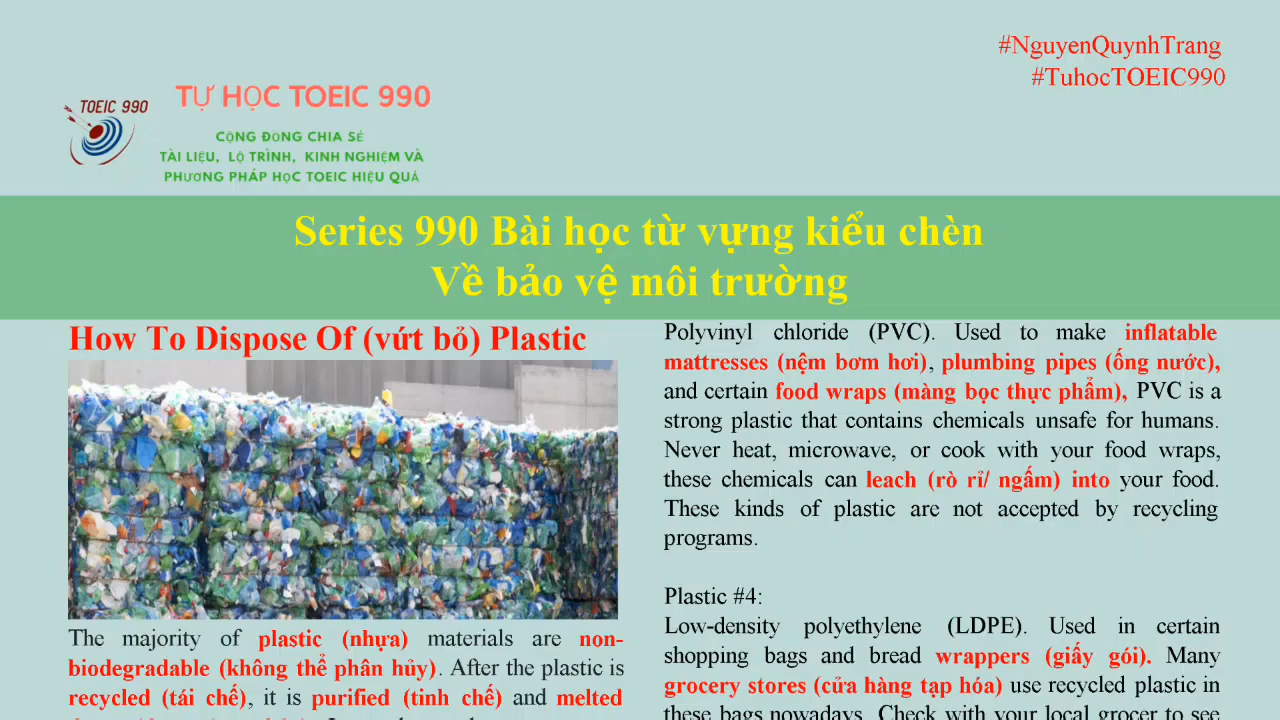 #NguyenQuynhTrang
#TuhocTOEIC990
TOEIC 990
TỰ HỌC TOEIC 990
CỘNG ĐỒNG CHIA SẺ
TÀI LIỆU, LỘ TRÌNH, KINH NGHIỆM VÀ
PHƯƠNG PHÁP HỌC TOEIC HIỆU QUẢ
Series 990 Bài học từ vựng kiểu chèn
Về bảo vệ môi trường
How To Dispose Of (vứt bỏ) Plastic
The majority of plastic (nhựa) materials are non-
biodegradable (không thể phân hủy). After the plastic is
recycled (tái chế), it is purified (tinh chế) and melted
Polyvinyl chloride (PVC). Used to make inflatable
mattresses (nệm bơm hơi), plumbing pipes (ống nước),
and certain food wraps (màng bọc thực phẩm), PVC is a
strong plastic that contains chemicals unsafe for humans.
Never heat, microwave, or cook with your food wraps,
these chemicals can leach (rò rỉ/ ngấm) into your food.
These kinds of plastic are not accepted by recycling
programs.
Plastic #4:
Low-density polyethylene (LDPE). Used in certain
shopping bags and bread wrappers (giấy gói). Many
grocery stores (cửa hàng tạp hóa) use recycled plastic in
these bags nowadays. Check with your local grocer to see